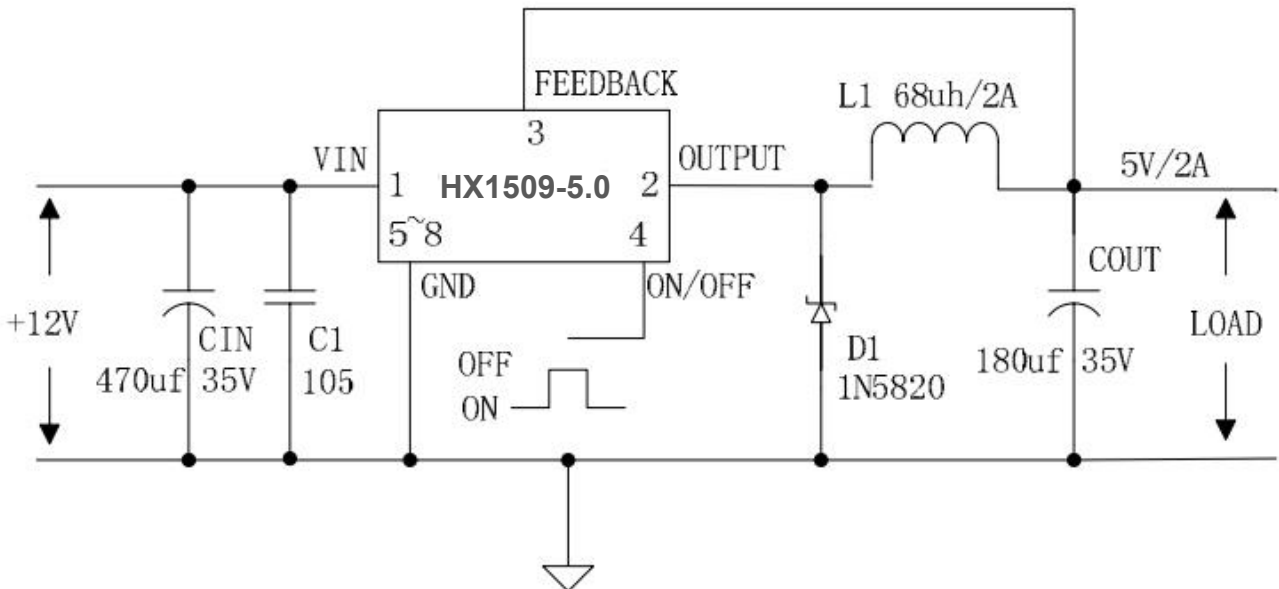 FEEDBACK
L1 68uh/2A
3
VIN
OUTPUT
5V/2A
1 HX1509-5.0 2
5~8 4
GND
ON/OFF
COUT
+12V
CIN
C1
LOAD
470uf 35V
105
OFF
D1
180uf 35V
ON
1N5820